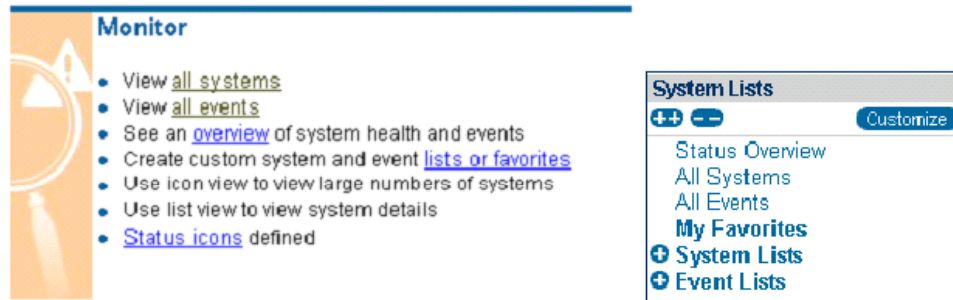 Monitor
View all systems
View all events
See an overview of system health and events
Create custom system and event lists or favorites
Use icon view to view large numbers of systems
Use list view to view system details
Status icons defined
System Lists
Customize
Status Overview
All Systems
All Events
My Favorites
System Lists
Event Lists